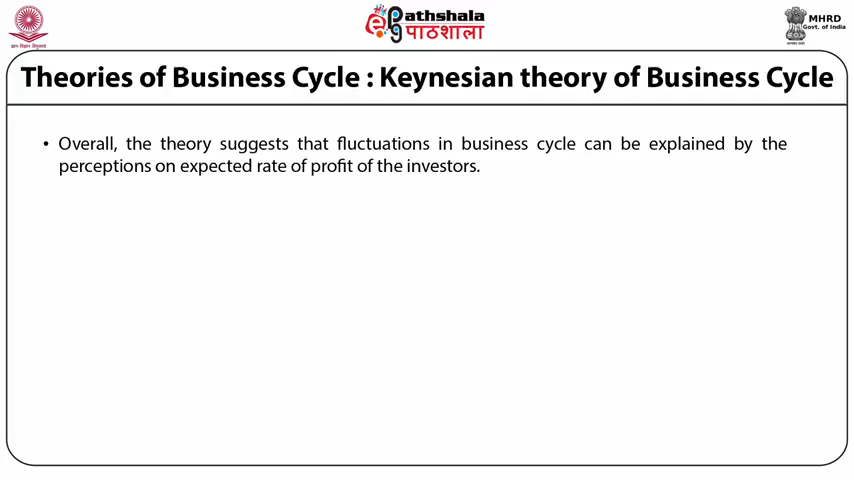 ePathshala
पाठशाला
MHRD
Govt. of India
Theories of Business Cycle : Keynesian theory of Business Cycle
• Overall, the theory suggests that fluctuations in business cycle can be explained by the
perceptions on expected rate of profit of the investors.